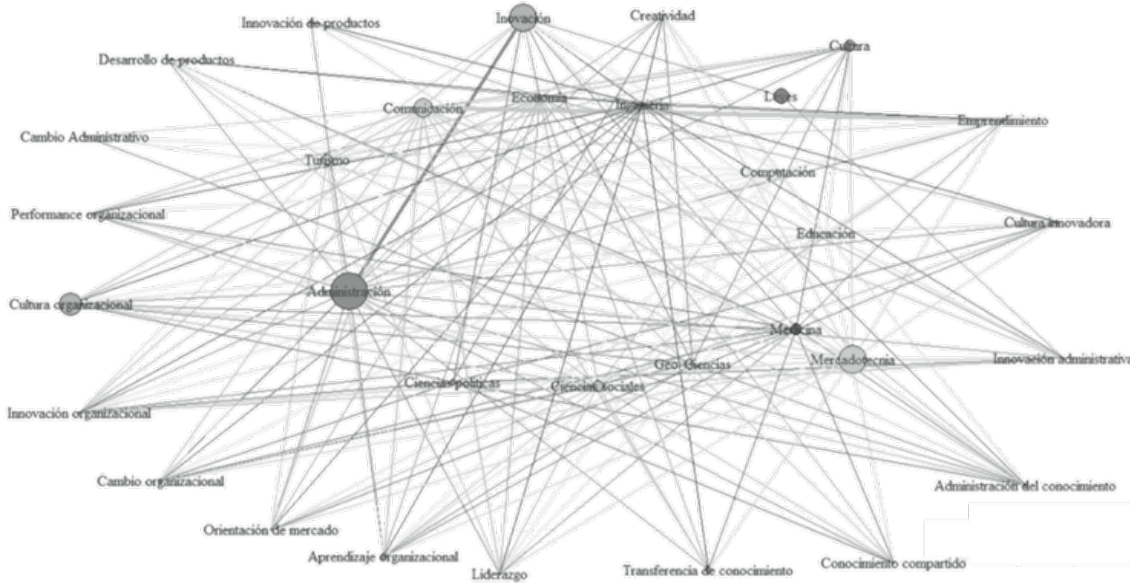 Innovación de productos
Inovación
Creatividad
Cultura
Desarrollo de productos
Comunicación
Economía
Ingeniería
Leyes
Emprendimiento
Cambio Administrativo
Turismo
Computación
Performance organizacional
Educación
Cultura innovadora
Cultura organizacional
Administración
Medicina
Mercadotecnia
Innovación administrativa
Geo Ciencias
Ciencias políticas
Ciencias sociales
Innovación organizacional
Cambio organizacional
Administración del conocimiento
Orientación de mercado
Aprendizaje organizacional
Liderazgo
Transferencia de conocimiento
Conocimiento compartido